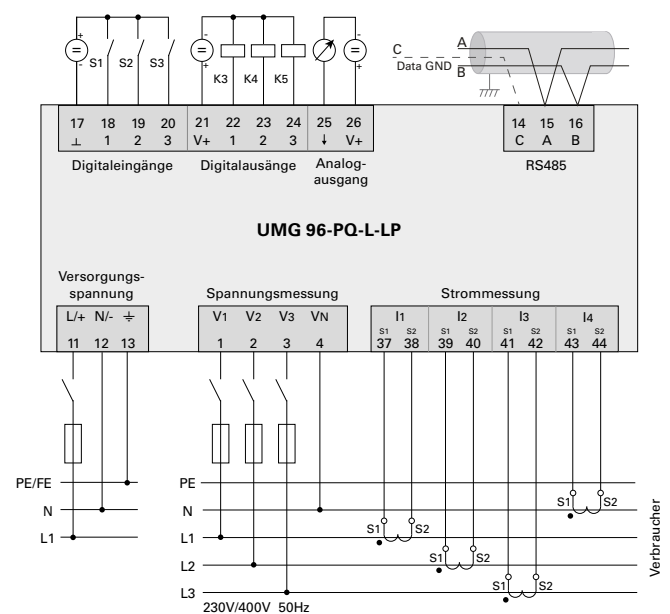 +
-
S1 S2 S3
-
+
K3 K4 K5
-
+
C
Data GND
A
B
17 18 19 20
⊥ 1 2 3
21 22 23 24
V+ 1 2 3
25 26
↓ V+
14 15 16
C A B
Digitaleingänge
Digitalausänge
Analog-
ausgang
RS485
UMG 96-PQ-L-LP
Versorgungs-
spannung
Spannungsmessung
Strommessung
L/+ N/- ⏚
11 12 13
V1 V2 V3 VN
1 2 3 4
I1 I2 I3 I4
S1 S2 S1 S2 S1 S2 S1 S2
37 38 39 40 41 42 43 44
PE/FE
N
L1
PE
N
L1
L2
L3
S1 S2
S1 S2
S1 S2
S1 S2
230V/400V 50Hz
Verbraucher